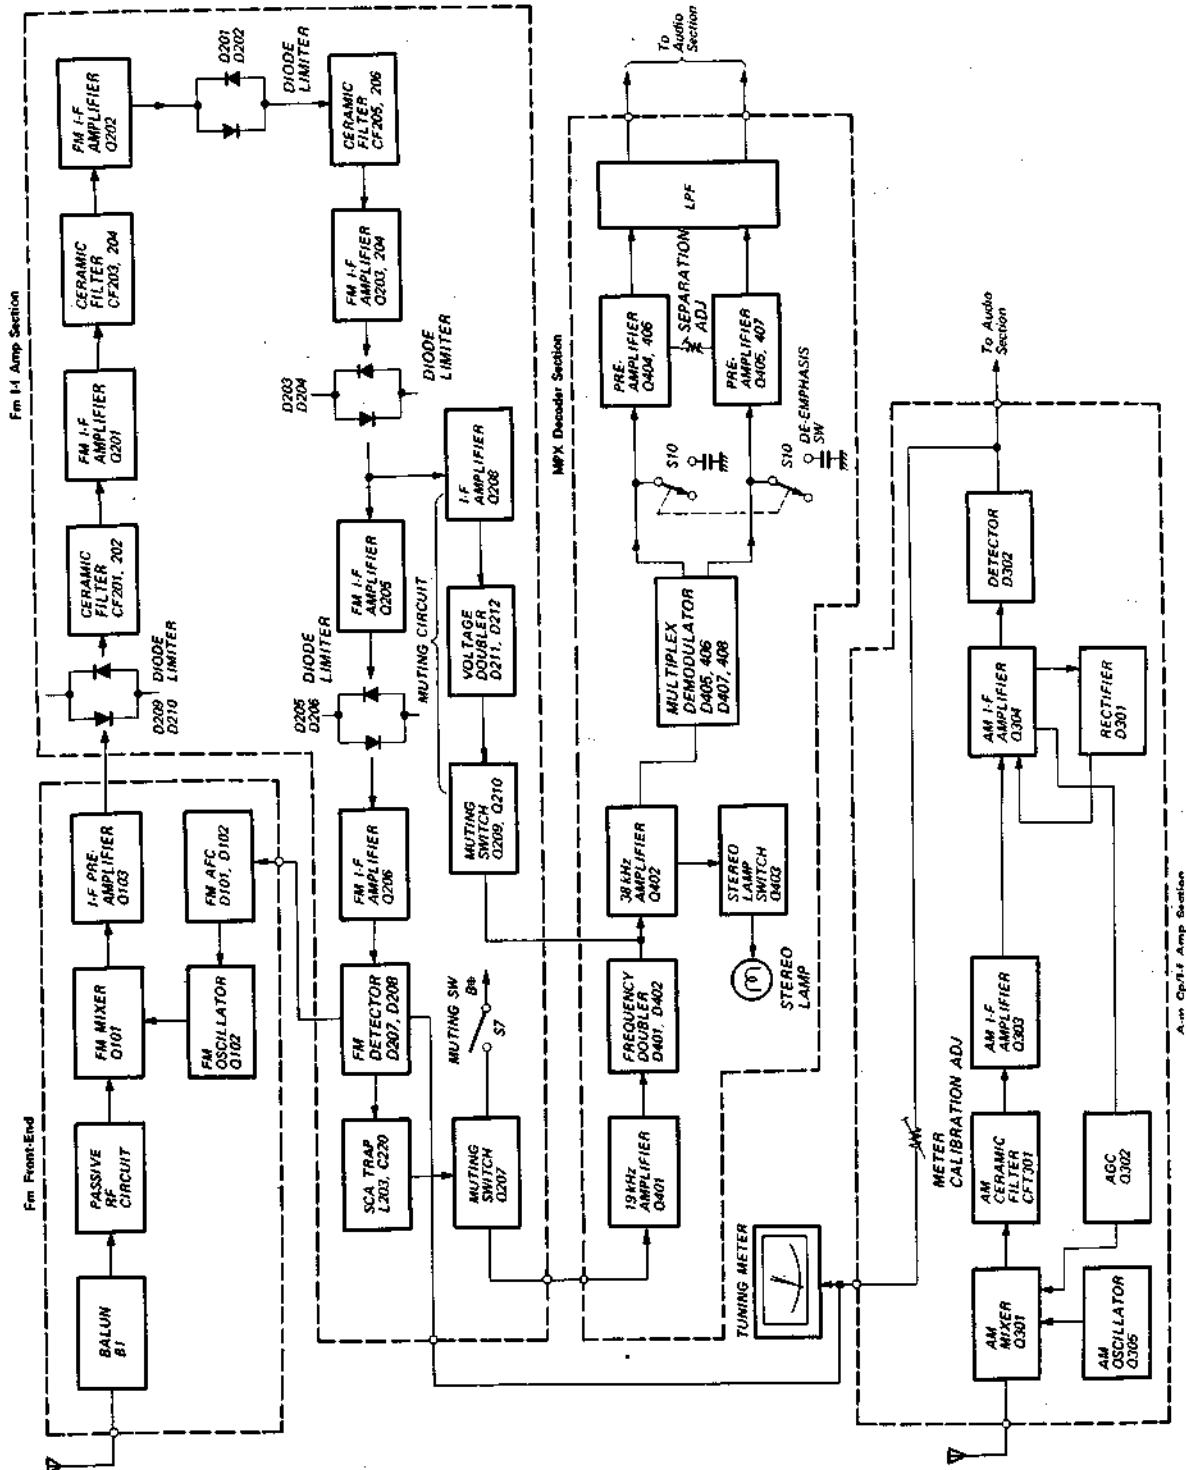 Fm Front-End
BALUN
B1
PASSIVE
RF
CIRCUIT
FM MIXER
Q101
I-F PRE-
AMPLIFIER
Q103
FM
OSCILLATOR
Q102
FM AFC
D101, D102
Fm I-f Amp Section
D209
D210
DIODE
LIMITER
CERAMIC
FILTER
CF201, 202
FM I-F
AMPLIFIER
Q201
CERAMIC
FILTER
CF203, 204
FM I-F
AMPLIFIER
Q202
D201
D202
DIODE
LIMITER
CERAMIC
FILTER
CF205, 206
FM I-F
AMPLIFIER
Q203, 204
D203
D204
DIODE
LIMITER
FM I-F
AMPLIFIER
Q205
D205
D206
DIODE
LIMITER
FM I-F
AMPLIFIER
Q206
FM
DETECTOR
D207, D208
SCA TRAP
L203, C220
MUTING
SWITCH
Q207
MUTING SW
S7
B⊕
MUTING CIRCUIT
I-F
AMPLIFIER
Q208
VOLTAGE
DOUBLER
D211, D212
MUTING
SWITCH
Q209, Q210
MPX Decoder Section
19 kHz
AMPLIFIER
Q401
FREQUENCY
DOUBLER
D401, D402
38 kHz
AMPLIFIER
Q402
STEREO
LAMP
SWITCH
Q403
STEREO
LAMP
MULTIPLEX
DEMODULATOR
D405, 406
D407, 408
S10
S10
DE-EMPHASIS
SW
PRE-
AMPLIFIER
Q404, 406
SEPARATION
ADJ
PRE-
AMPLIFIER
Q405, 407
LPF
To
Audio
Section
TUNING METER
METER
CALIBRATION ADJ
AM
MIXER
Q301
AM
OSCILLATOR
Q305
AM
CERAMIC
FILTER
CFT301
AGC
Q302
AM I-F
AMPLIFIER
Q303
AM I-F
AMPLIFIER
Q304
RECTIFIER
D301
DETECTOR
D302
To Audio
Section
Amp Section